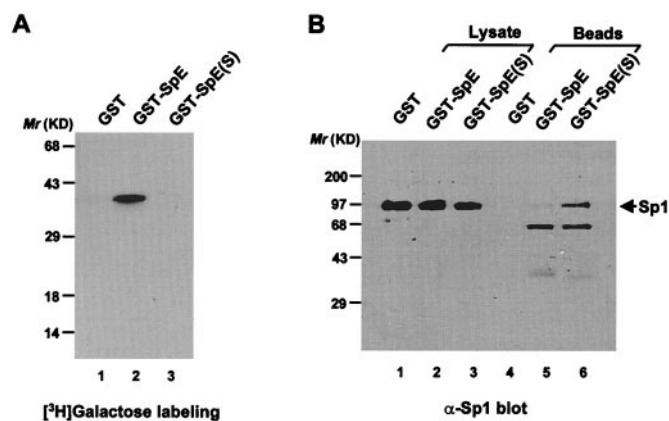 A
GST
GST-SpE
GST-SpE(S)
Mr (KD)
68
43
29
18
14
1 2 3
[³H]Galactose labeling
B
Lysate Beads
GST
GST-SpE
GST-SpE(S)
GST
GST-SpE
GST-SpE(S)
Mr (KD)
200
97
68
43
29
Sp1
1 2 3 4 5 6
α-Sp1 blot